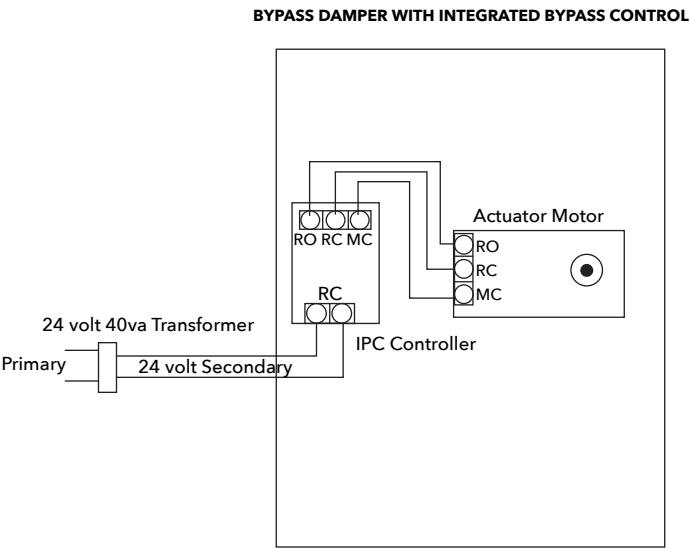 BYPASS DAMPER WITH INTEGRATED BYPASS CONTROL
Actuator Motor
RO RC MC
RO
RC
MC
RC
24 volt 40va Transformer
IPC Controller
Primary
24 volt Secondary